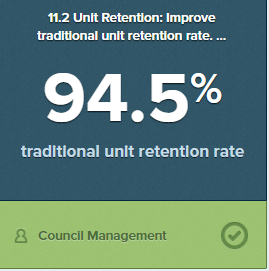 11.2 Unit Retention: Improve
traditional unit retention rate. ...
94.5%
traditional unit retention rate
Council Management